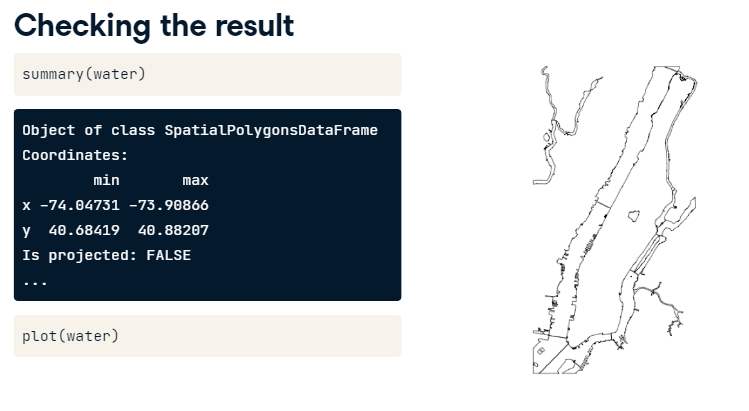 Checking the result
summary(water)
Object of class SpatialPolygonsDataFrame
Coordinates:
        min       max
x -74.04731 -73.90866
y  40.68419  40.88207
Is projected: FALSE
...
plot(water)